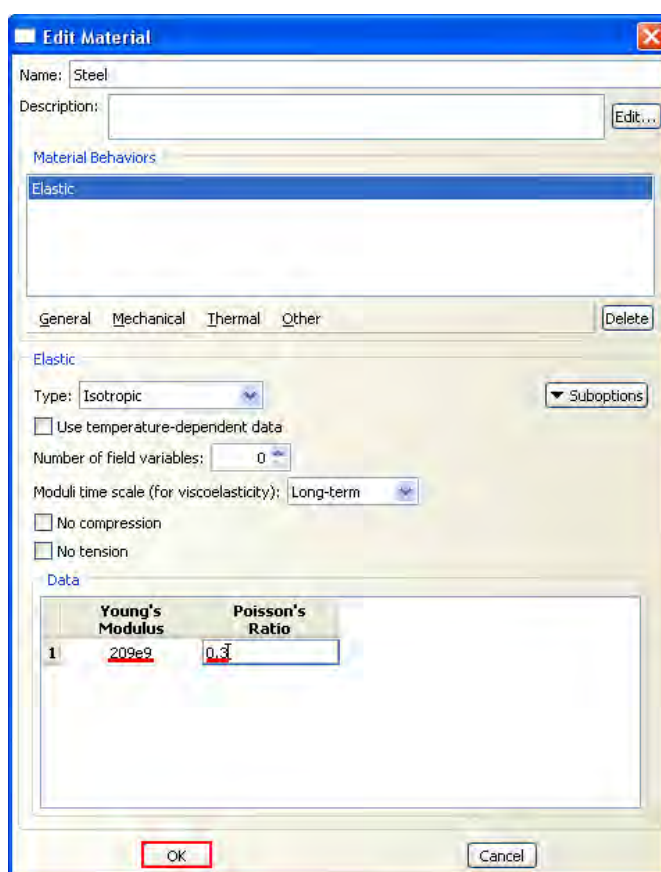 Edit Material
Name: Steel
Description:
Edit...
Material Behaviors
Elastic
General Mechanical Thermal Other Delete
Elastic
Type: Isotropic Suboptions
Use temperature-dependent data
Number of field variables: 0
Moduli time scale (for viscoelasticity): Long-term
No compression
No tension
Data
Young's Poisson's
Modulus Ratio
1 209e9 0.3
OK Cancel